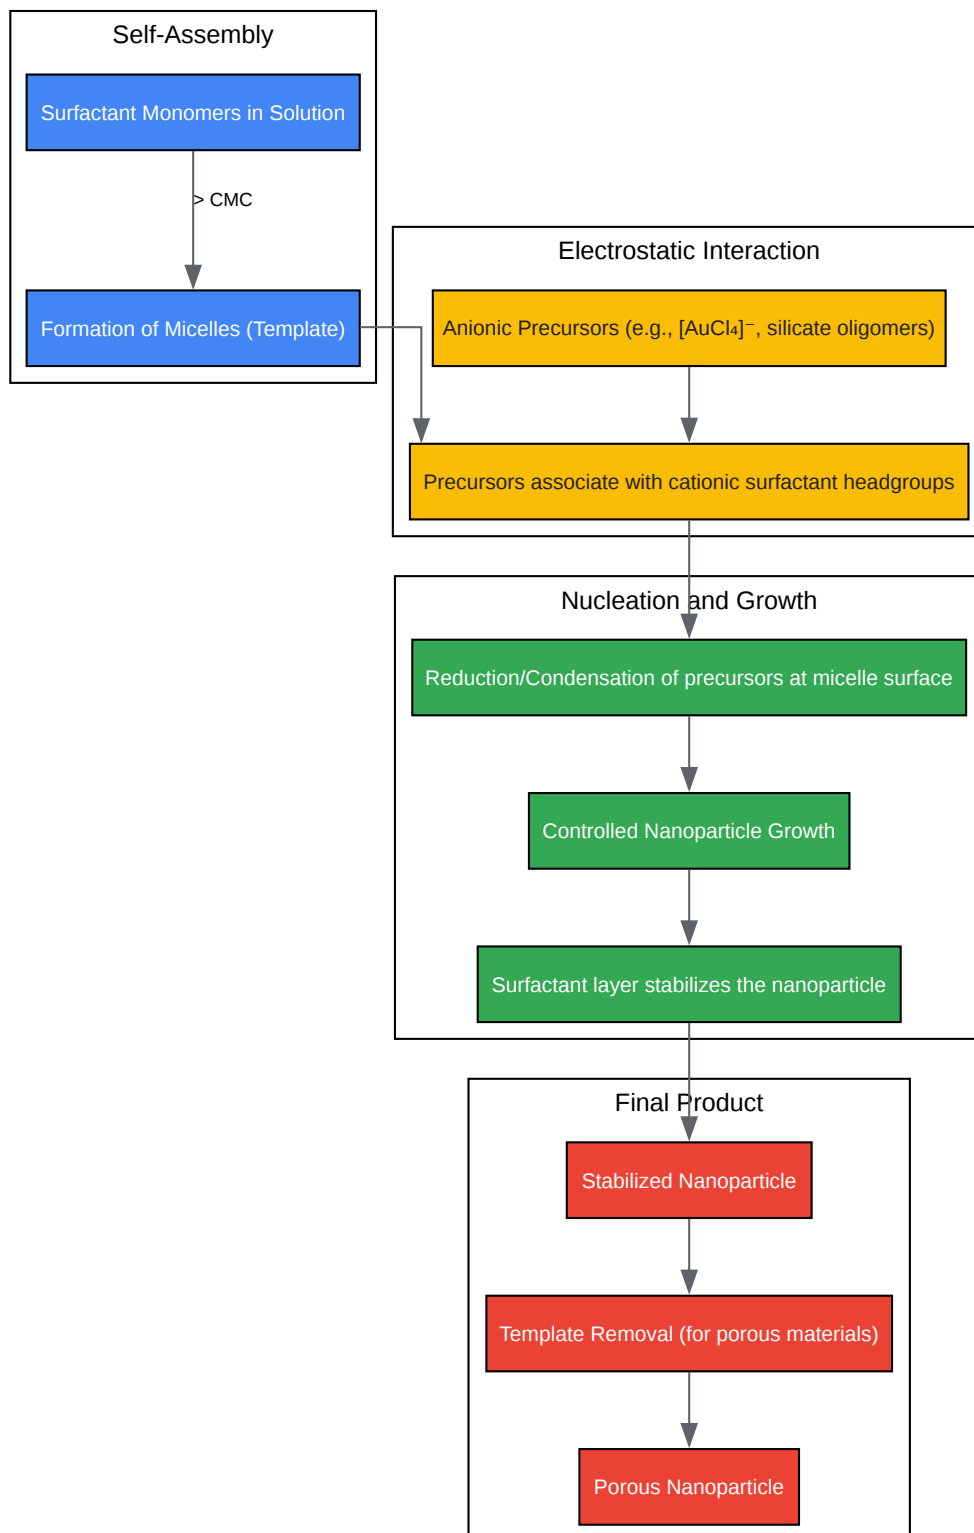 Self-Assembly
Surfactant Monomers in Solution
> CMC
Formation of Micelles (Template)
Electrostatic Interaction
Anionic Precursors (e.g., [AuCl₄]⁻, silicate oligomers)
Precursors associate with cationic surfactant headgroups
Nucleation and Growth
Reduction/Condensation of precursors at micelle surface
Controlled Nanoparticle Growth
Surfactant layer stabilizes the nanoparticle
Final Product
Stabilized Nanoparticle
Template Removal (for porous materials)
Porous Nanoparticle